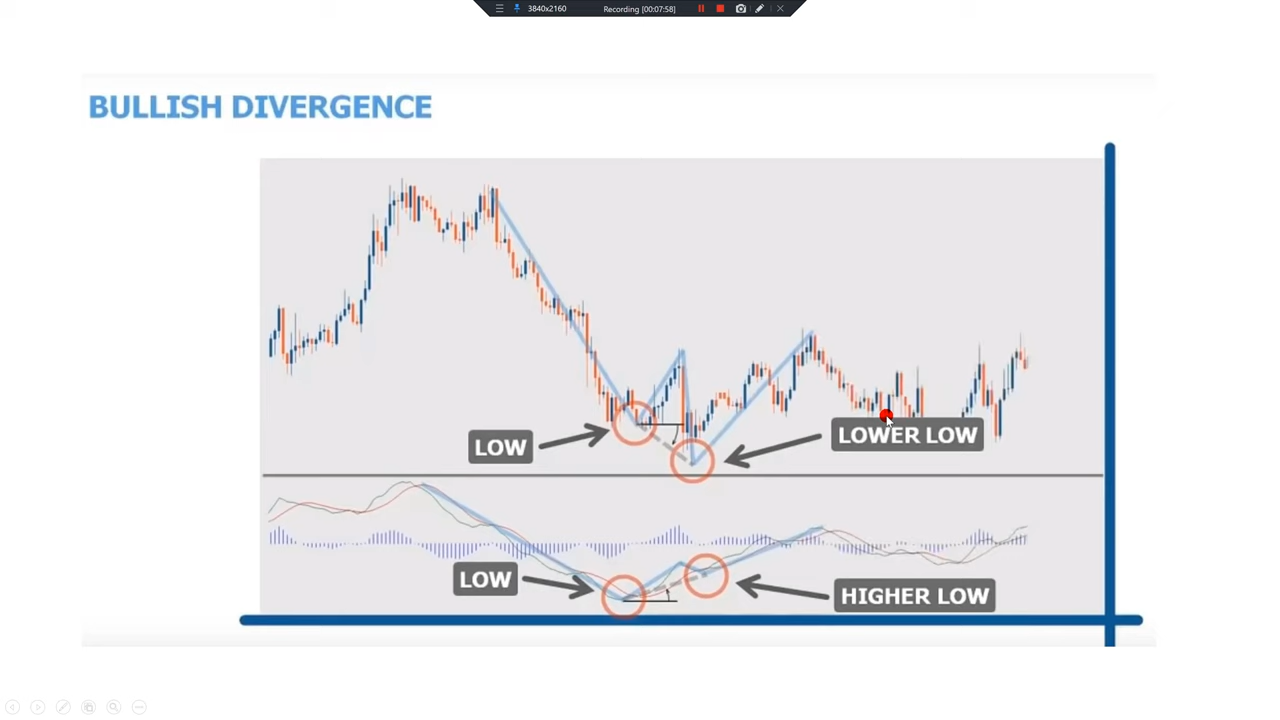 3840x2160 Recording [00:07:58]
BULLISH DIVERGENCE
LOW
LOWER LOW
LOW
HIGHER LOW